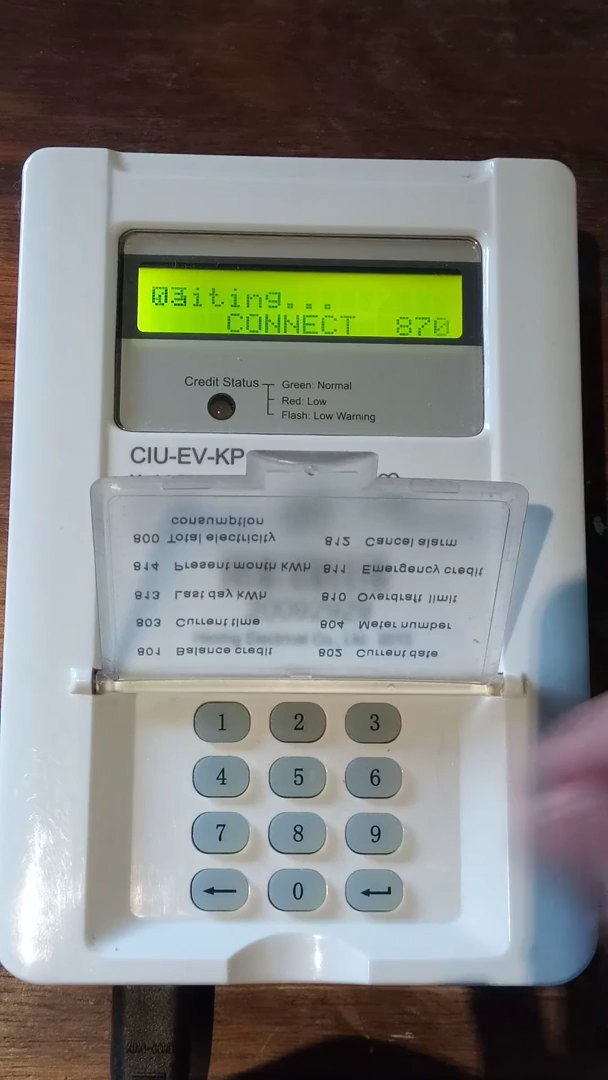 Waiting...
CONNECT 870
Credit Status
Green: Normal
Red: Low
Flash: Low Warning
CIU-EV-KP
consumption
800 Total electricity 812 Cancel alarm
814 Present month kWh 811 Emergency credit
813 Last day kWh 810 Overdraft limit
803 Current time 804 Meter number
801 Balance credit 802 Current date
1 2 3
4 5 6
7 8 9
← 0 ↵